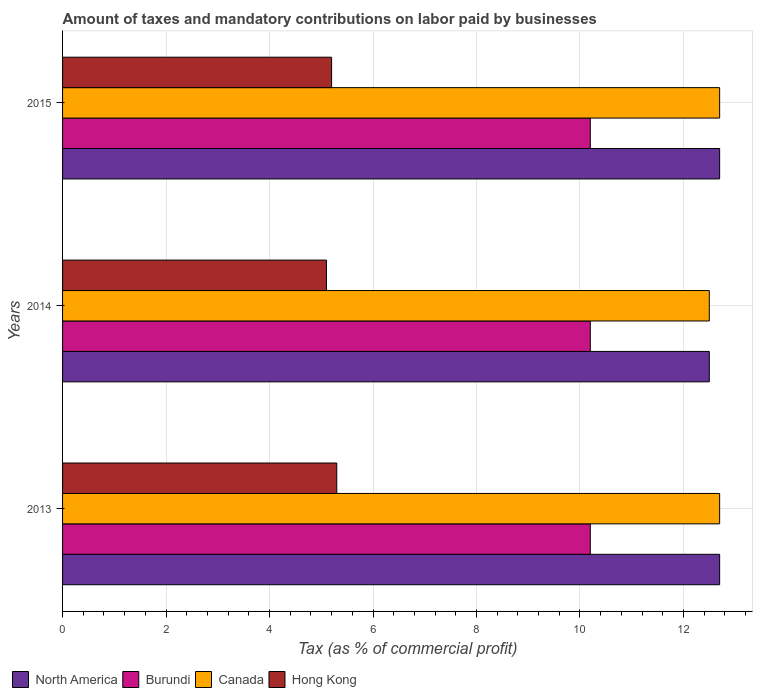 Amount of taxes and mandatory contributions on labor paid by businesses
2015
2014
2013
Years
0 2 4 6 8 10 12
Tax (as % of commercial profit)
North America Burundi Canada Hong Kong